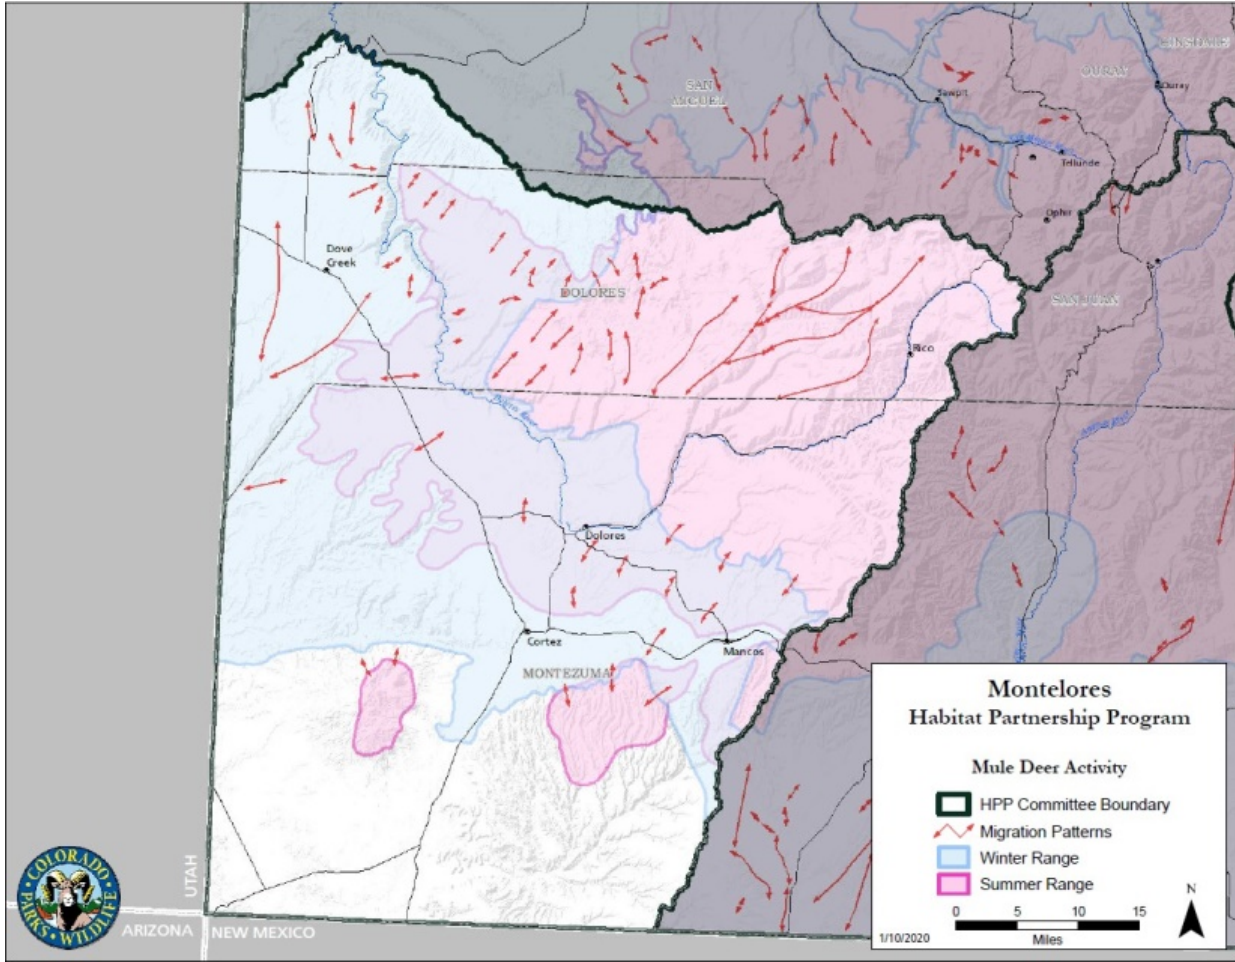 HINSDALE
OURAY
SAN
MIGUEL
Sawpit
Ouray
Telluride
Ophir
Dove
Creek
DOLORES
SAN JUAN
Rico
Dolores
Cortez
Mancos
MONTEZUMA
Montelores
Habitat Partnership Program
Mule Deer Activity
HPP Committee Boundary
Migration Patterns
Winter Range
Summer Range
N
0 5 10 15
Miles
1/10/2020
COLORADO
PARKS • WILDLIFE
UTAH
ARIZONA
NEW MEXICO